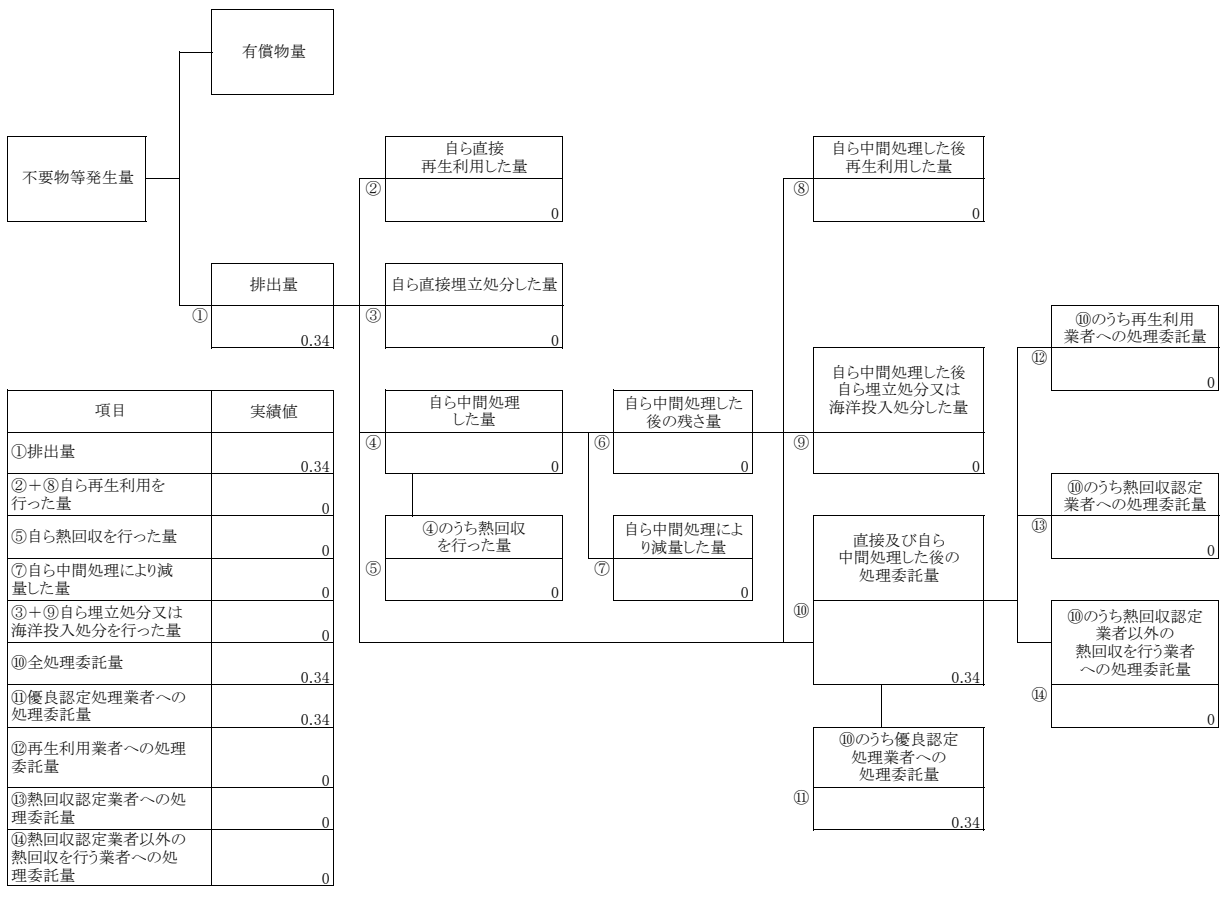 有償物量
不要物等発生量
排出量
①
0.34
自ら直接
再生利用した量
②
0
自ら直接埋立処分した量
③
0
自ら中間処理
した量
④
0
④のうち熱回収
を行った量
⑤
0
自ら中間処理した
後の残さ量
⑥
0
自ら中間処理によ
り減量した量
⑦
0
自ら中間処理した後
再生利用した量
⑧
0
自ら中間処理した後
自ら埋立処分又は
海洋投入処分した量
⑨
0
直接及び自ら
中間処理した後の
処理委託量
⑩
0.34
⑩のうち優良認定
処理業者への
処理委託量
⑪
0.34
⑩のうち再生利用
業者への処理委託量
⑫
0
⑩のうち熱回収認定
業者への処理委託量
⑬
0
⑩のうち熱回収認定
業者以外の
熱回収を行う業者
への処理委託量
⑭
0
項目 実績値
①排出量
0.34
②＋⑧自ら再生利用を
行った量
0
⑤自ら熱回収を行った量
0
⑦自ら中間処理により減
量した量
0
③＋⑨自ら埋立処分又は
海洋投入処分を行った量
0
⑩全処理委託量
0.34
⑪優良認定処理業者への
処理委託量
0.34
⑫再生利用業者への処理
委託量
0
⑬熱回収認定業者への処
理委託量
0
⑭熱回収認定業者以外の
熱回収を行う業者への処
理委託量
0